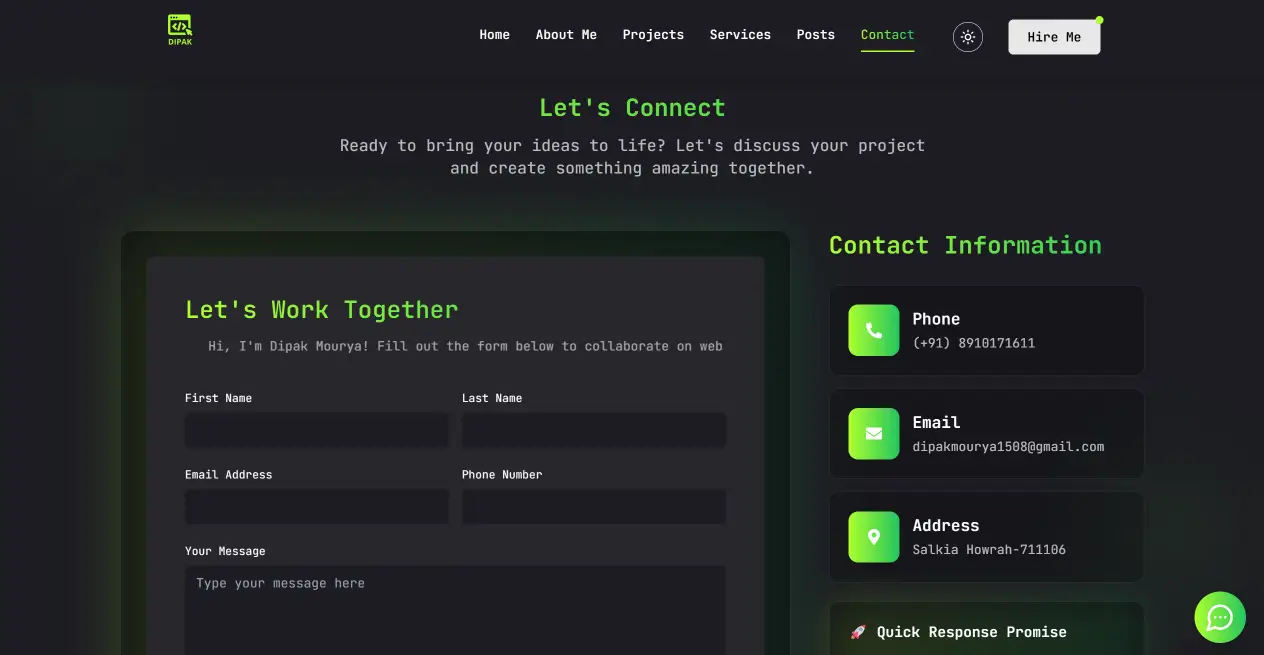 DIPAK
Home About Me Projects Services Posts Contact Hire Me
Let's Connect
Ready to bring your ideas to life? Let's discuss your project
and create something amazing together.
Let's Work Together
Hi, I'm Dipak Mourya! Fill out the form below to collaborate on web
First Name Last Name
Email Address Phone Number
Your Message
Type your message here
Contact Information
Phone
(+91) 8910171611
Email
dipakmourya1508@gmail.com
Address
Salkia Howrah-711106
🚀 Quick Response Promise